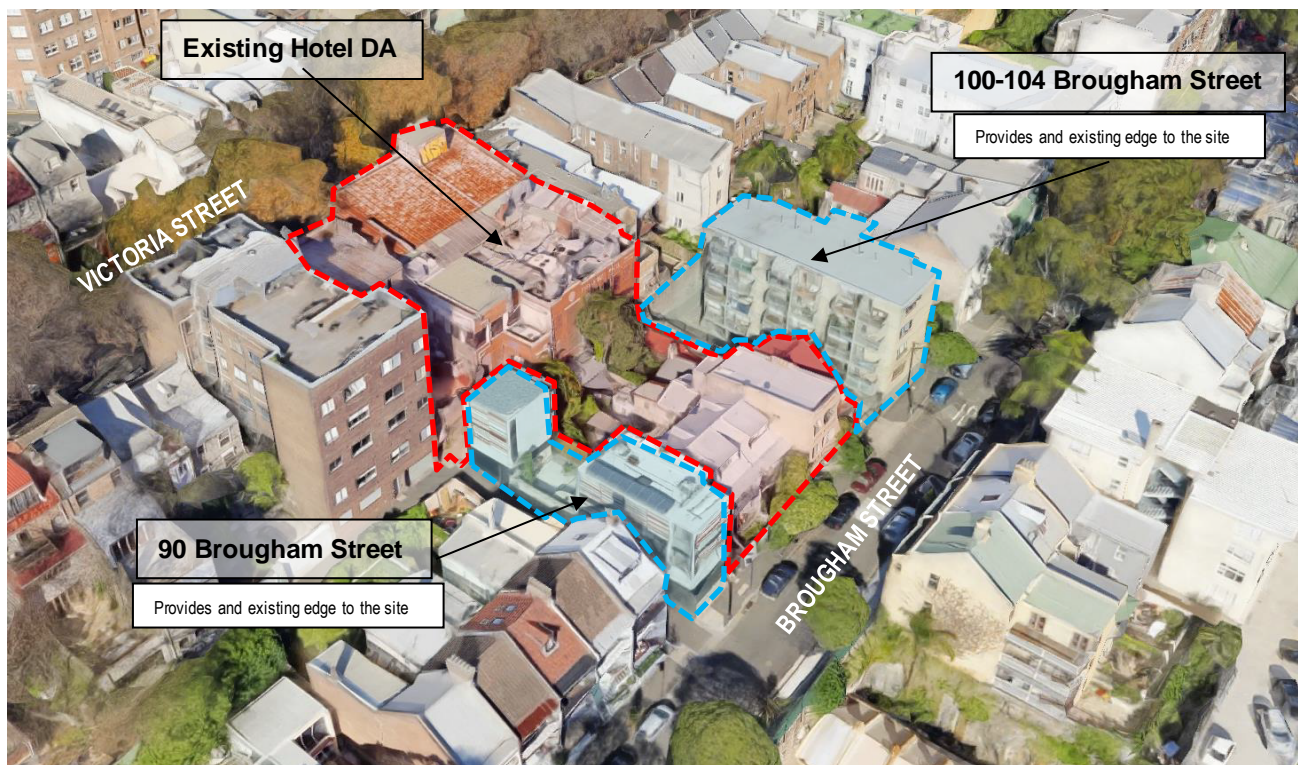 Existing Hotel DA
100-104 Brougham Street
Provides and existing edge to the site
VICTORIA STREET
90 Brougham Street
Provides and existing edge to the site
BROUGHAM STREET